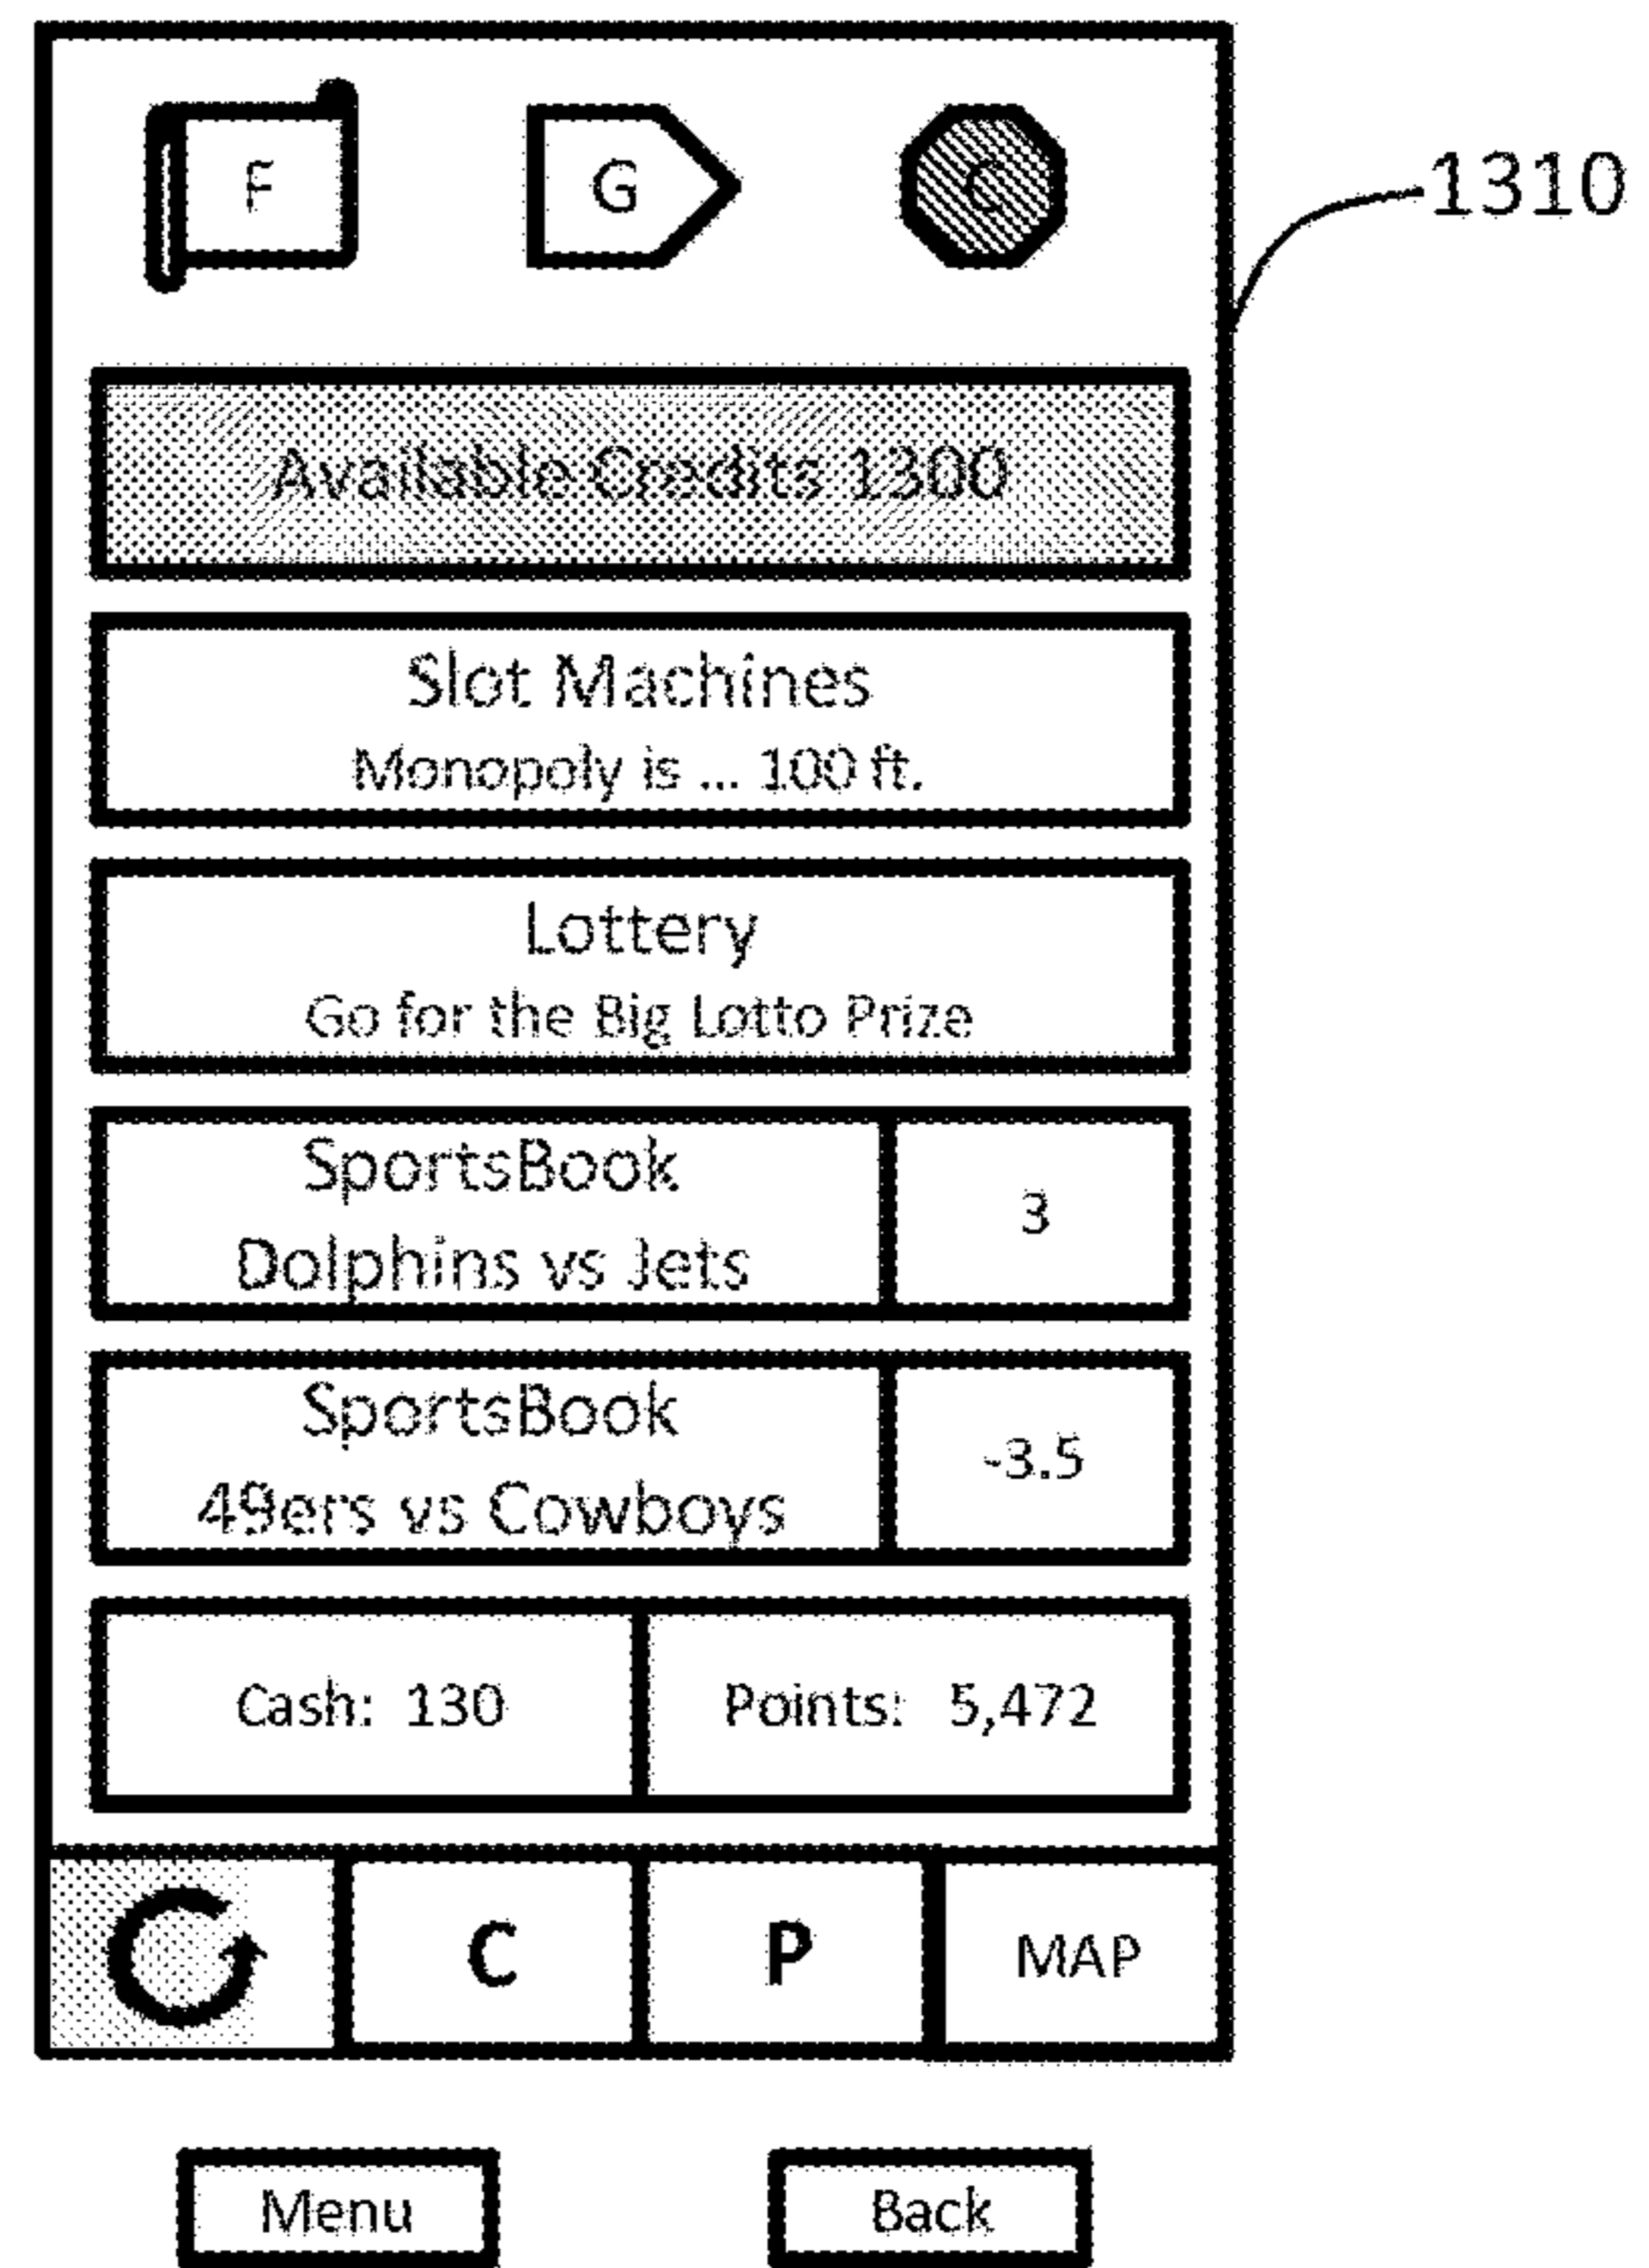 F
G
C
1310
Available Credits 1300
Slot Machines
Monopoly is ... 100 ft.
Lottery
Go for the Big Lotto Prize
SportsBook
Dolphins vs Jets
3
SportsBook
49ers vs Cowboys
-3.5
Cash: 130
Points: 5,472
C
P
MAP
Menu
Back